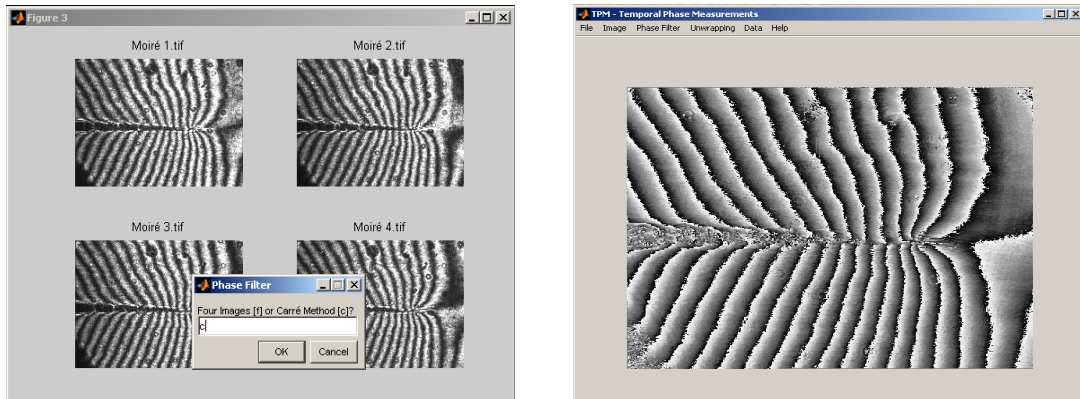 Figure 3
Moiré 1.tif
Moiré 2.tif
Moiré 3.tif
Moiré 4.tif
Phase Filter
Four Images [f] or Carré Method [c]?
c
OK
Cancel
TPM - Temporal Phase Measurements
File Image Phase Filter Unwrapping Data Help